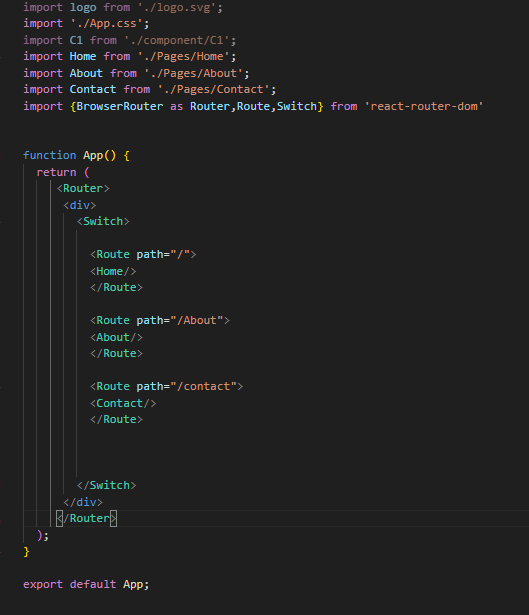 import logo from './logo.svg';
import './App.css';
import C1 from './component/C1';
import Home from './Pages/Home';
import About from './Pages/About';
import Contact from './Pages/Contact';
import {BrowserRouter as Router,Route,Switch} from 'react-router-dom'
function App() {
return (
<Router>
<div>
<Switch>
<Route path="/">
<Home/>
</Route>
<Route path="/About">
<About/>
</Route>
<Route path="/contact">
<Contact/>
</Route>
</Switch>
</div>
</Router>
);
}
export default App;